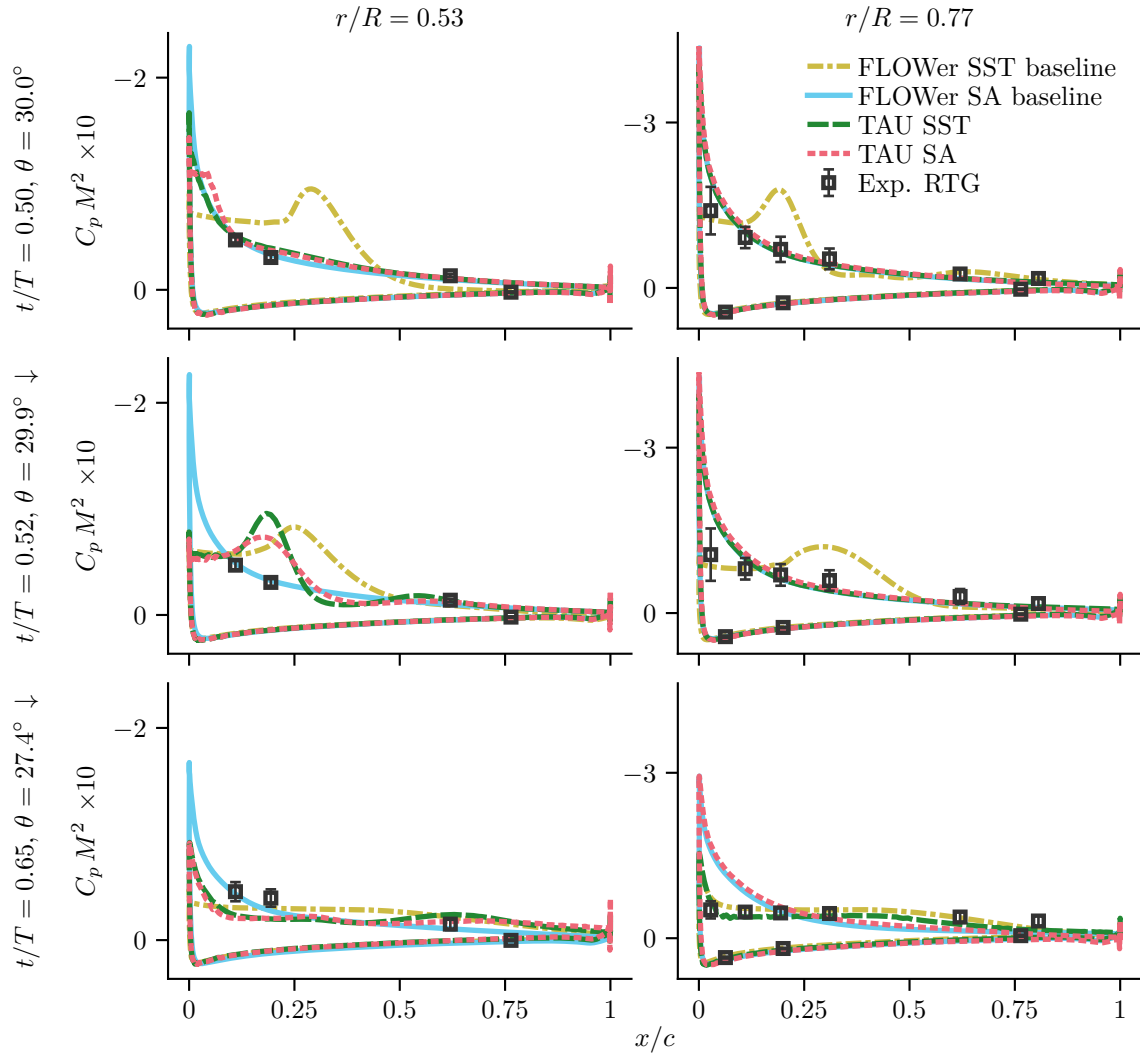 r/R = 0.53
r/R = 0.77
t/T = 0.50, θ = 30.0°
C_p M² ×10
−2
0
−3
0
FLOWer SST baseline
FLOWer SA baseline
TAU SST
TAU SA
Exp. RTG
t/T = 0.52, θ = 29.9° ↓
C_p M² ×10
−2
0
−3
0
t/T = 0.65, θ = 27.4° ↓
C_p M² ×10
−2
0
−3
0
0 0.25 0.5 0.75 1
0 0.25 0.5 0.75 1
x/c